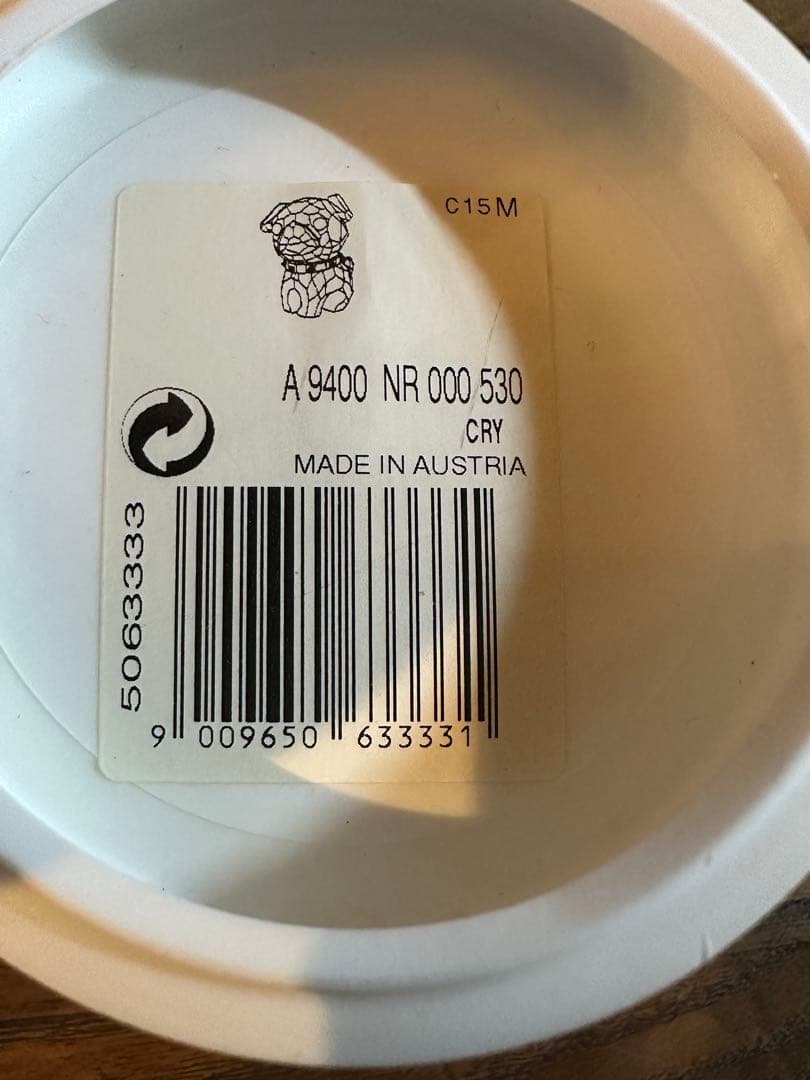 C15M
A 9400 NR 000 530
CRY
MADE IN AUSTRIA
5063333
9 009650 633331